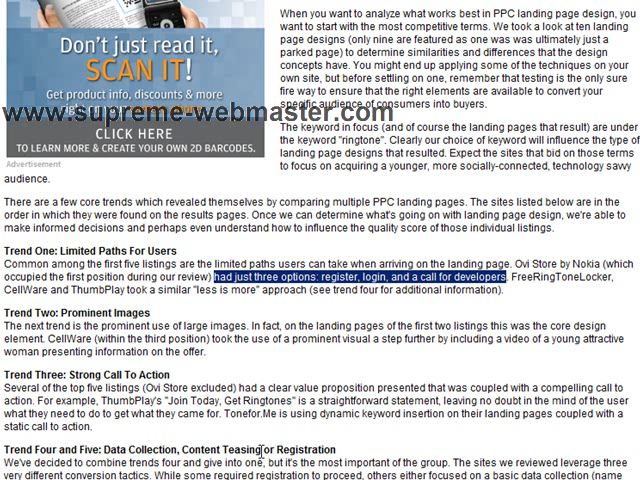 Don't just read it,
SCAN IT!
Get product info, discounts & more
right on your
www.supreme-webmaster.com
CLICK HERE
TO LEARN MORE & CREATE YOUR OWN 2D BARCODES.
Advertisement
When you want to analyze what works best in PPC landing page design, you
want to start with the most competitive terms. We took a look at ten landing
page designs (only nine are featured as one was was ultimately just a
parked page) to determine similarities and differences that the design
concepts have. You might end up applying some of the techniques on your
own site, but before settling on one, remember that testing is the only sure
fire way to ensure that the right elements are available to convert your
specific audience of consumers into buyers.
The keyword in focus (and of course the landing pages that result) are under
the keyword "ringtone". Clearly our choice of keyword will influence the type of
landing page designs that resulted. Expect the sites that bid on those terms
to focus on acquiring a younger, more socially-connected, technology savvy
audience.
There are a few core trends which revealed themselves by comparing multiple PPC landing pages. The sites listed below are in the
order in which they were found on the results pages. Once we can determine what's going on with landing page design, we're able to
make informed decisions and perhaps even understand how to influence the quality score of those individual listings.
Trend One: Limited Paths For Users
Common among the first five listings are the limited paths users can take when arriving on the landing page. Ovi Store by Nokia (which
occupied the first position during our review) had just three options: register, login, and a call for developers. FreeRingToneLocker,
CellWare and ThumbPlay took a similar "less is more" approach (see trend four for additional information).
Trend Two: Prominent Images
The next trend is the prominent use of large images. In fact, on the landing pages of the first two listings this was the core design
element. CellWare (within the third position) took the use of a prominent visual a step further by including a video of a young attractive
woman presenting information on the offer.
Trend Three: Strong Call To Action
Several of the top five listings (Ovi Store excluded) had a clear value proposition presented that was coupled with a compelling call to
action. For example, ThumbPlay's "Join Today, Get Ringtones" is a straightforward statement, leaving no doubt in the mind of the user
what they need to do to get what they came for. Tonefor.Me is using dynamic keyword insertion on their landing pages coupled with a
static call to action.
Trend Four and Five: Data Collection, Content Teasing or Registration
We've decided to combine trends four and give into one, but it's the most important of the group. The sites we reviewed leverage three
very different conversion tactics. While some required registration to proceed, others either focused on a basic data collection (name